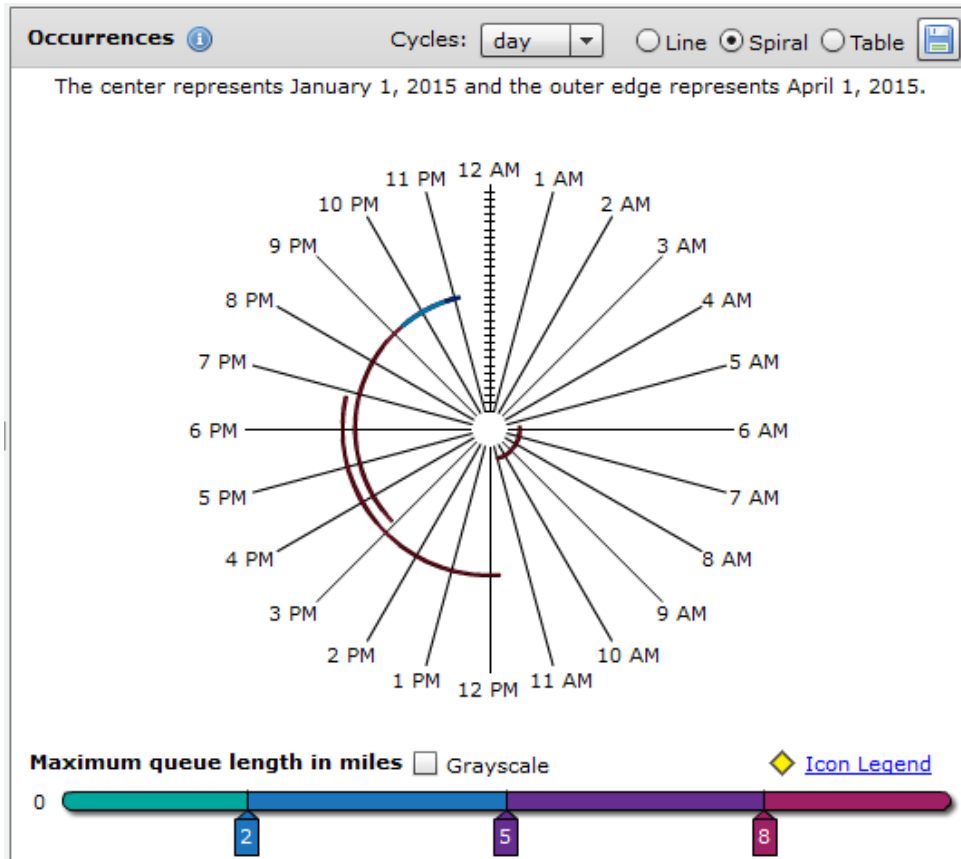 Occurrences Cycles: day Line Spiral Table
The center represents January 1, 2015 and the outer edge represents April 1, 2015.
12 AM
11 PM 1 AM
10 PM 2 AM
9 PM 3 AM
8 PM 4 AM
7 PM 5 AM
6 PM 6 AM
5 PM 7 AM
4 PM 8 AM
3 PM 9 AM
2 PM 10 AM
1 PM 11 AM
12 PM
Maximum queue length in miles Grayscale Icon Legend
0
2 5 8